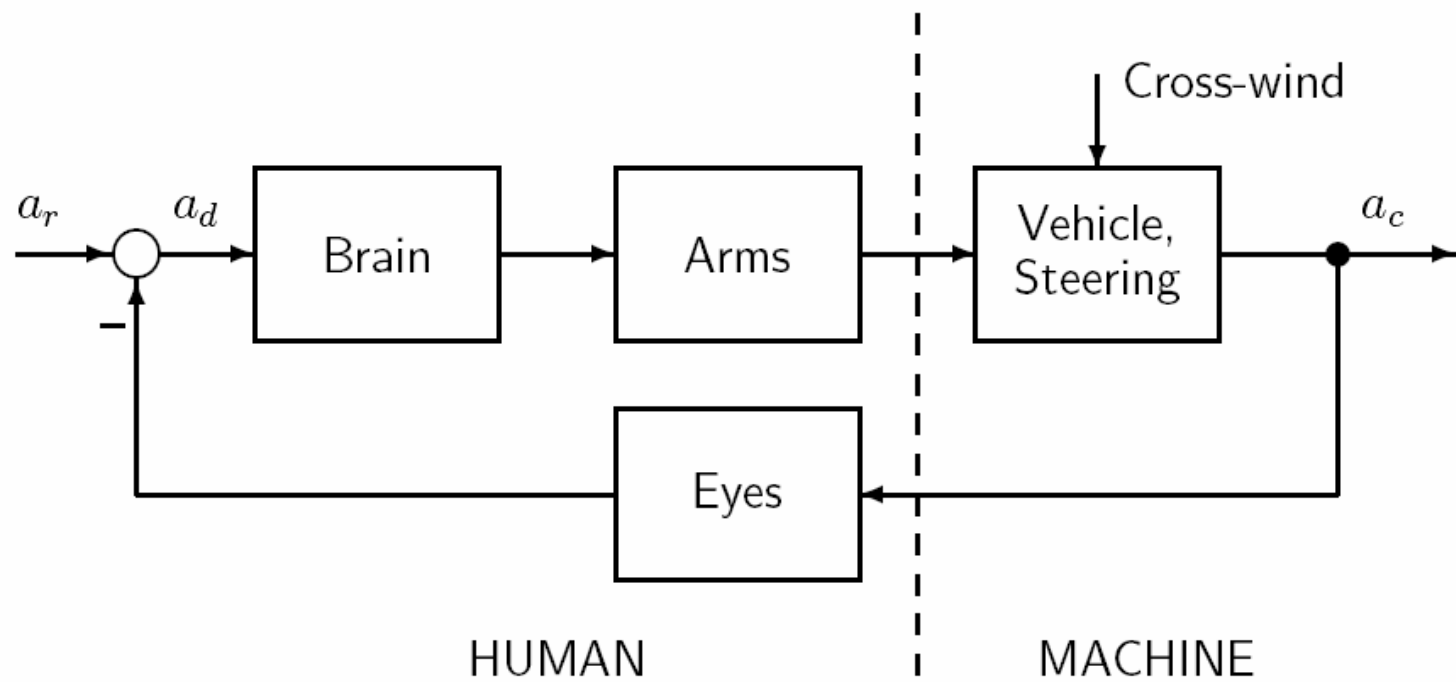 Cross-wind
a_r
a_d
Brain
Arms
Vehicle,
Steering
a_c
–
Eyes
HUMAN
MACHINE